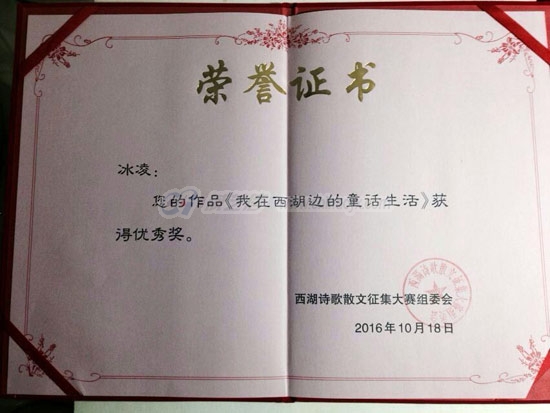 荣誉证书
冰凌:
您的作品《我在西湖边的童话生活》获
得优秀奖。
西湖诗歌散文征集大赛组委会
2016年10月18日